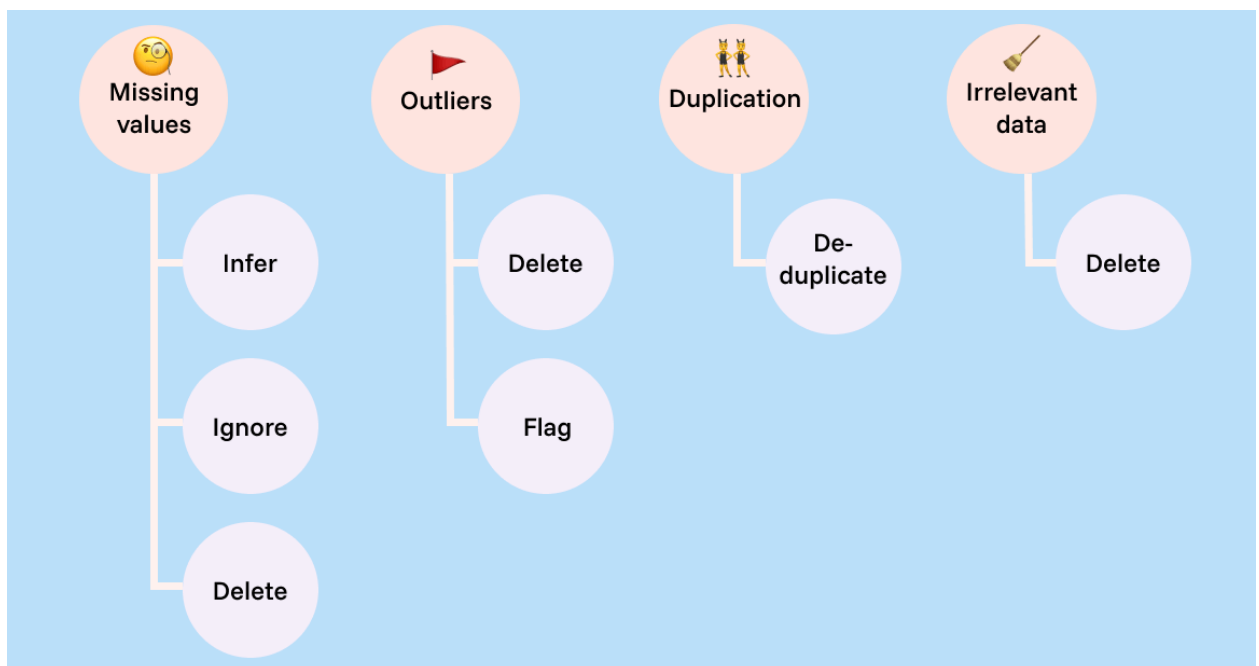 Missing
values
Infer
Ignore
Delete
Outliers
Delete
Flag
Duplication
De-
duplicate
Irrelevant
data
Delete